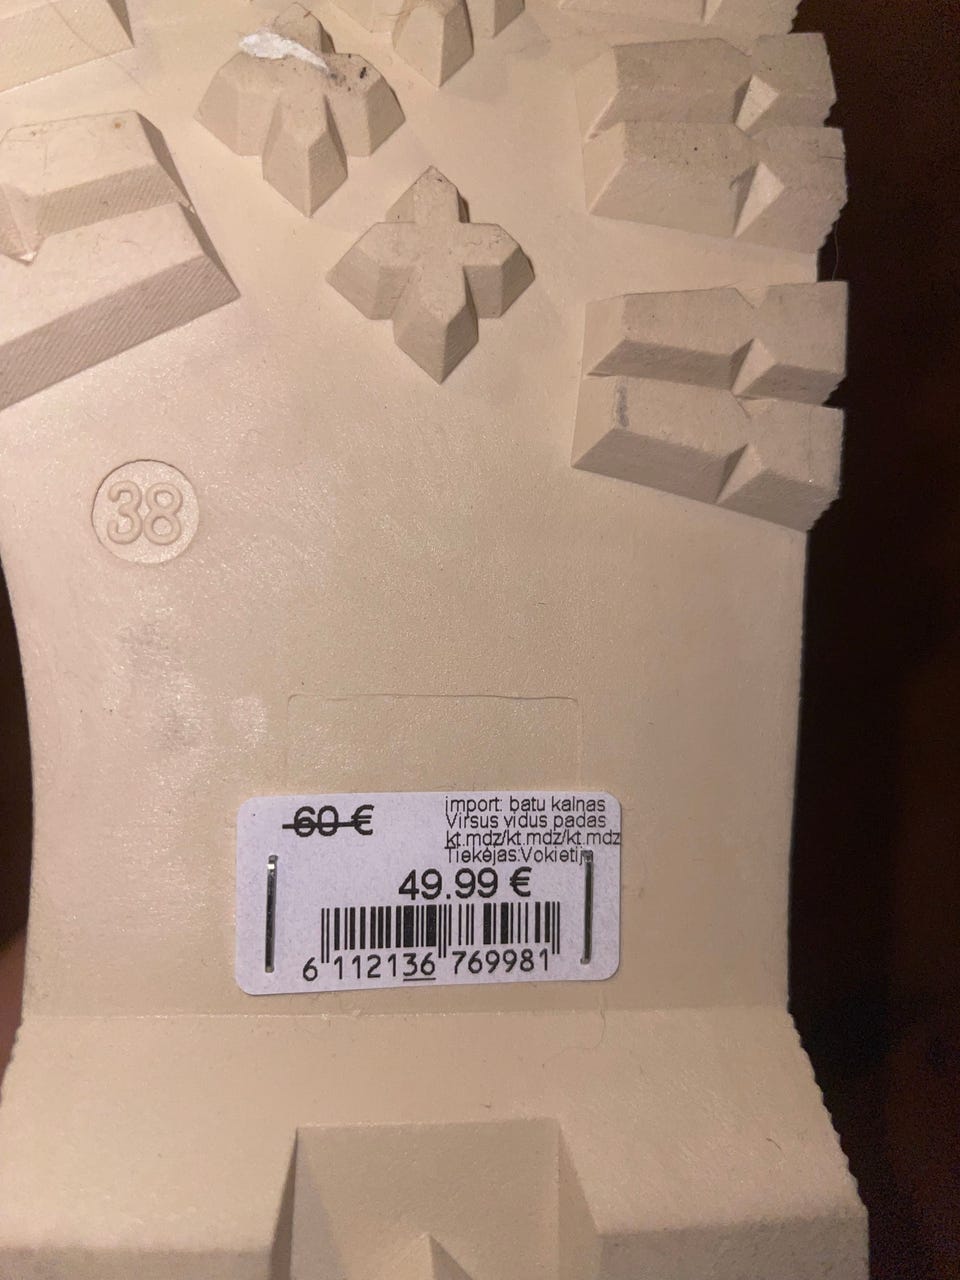 38
60 €
import: batu kalnas
Virsus vidus padas
kt.mdz/kt.mdz/kt.mdz
Tiekėjas:Vokietija
49.99 €
6 112136 769981